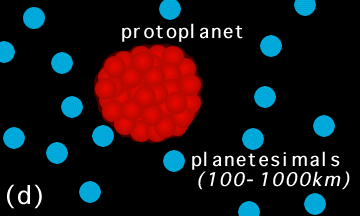 protoplanet
planetesimals
(100-1000km)
(d)